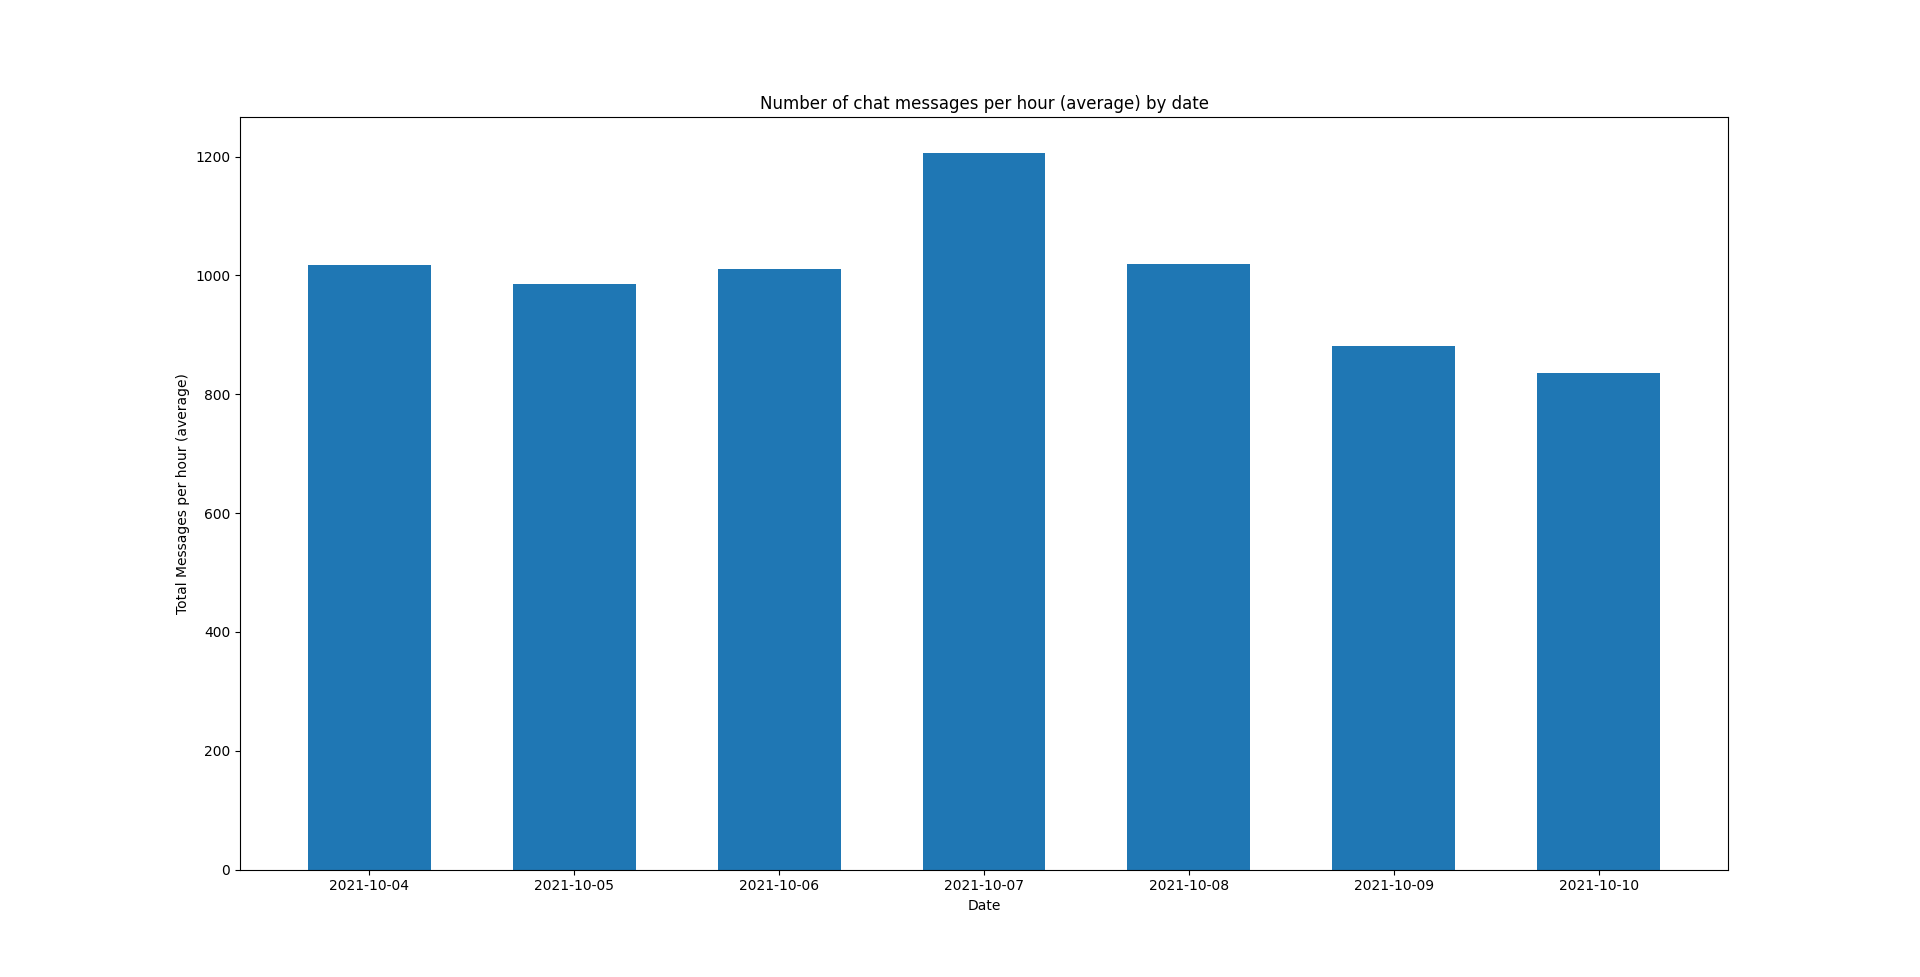 Number of chat messages per hour (average) by date
Total Messages per hour (average)
1200
1000
800
600
400
200
0
2021-10-04 2021-10-05 2021-10-06 2021-10-07 2021-10-08 2021-10-09 2021-10-10
Date